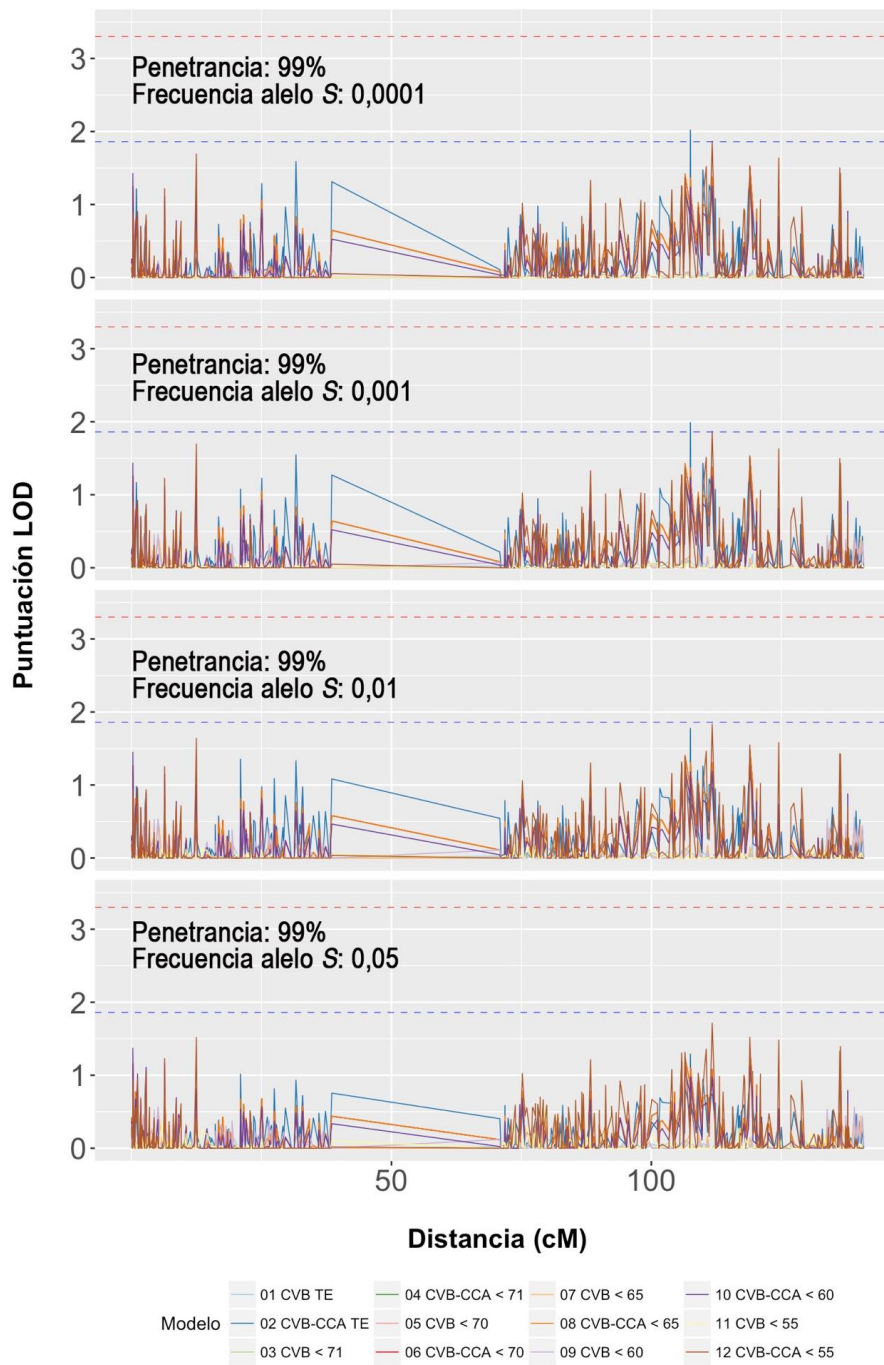 Puntuación LOD
3
2
1
0
Penetrancia: 99%
Frecuencia alelo S: 0,0001
3
2
1
0
Penetrancia: 99%
Frecuencia alelo S: 0,001
3
2
1
0
Penetrancia: 99%
Frecuencia alelo S: 0,01
3
2
1
0
Penetrancia: 99%
Frecuencia alelo S: 0,05
50 100
Distancia (cM)
Modelo
01 CVB TE 04 CVB-CCA < 71 07 CVB < 65 10 CVB-CCA < 60
02 CVB-CCA TE 05 CVB < 70 08 CVB-CCA < 65 11 CVB < 55
03 CVB < 71 06 CVB-CCA < 70 09 CVB < 60 12 CVB-CCA < 55